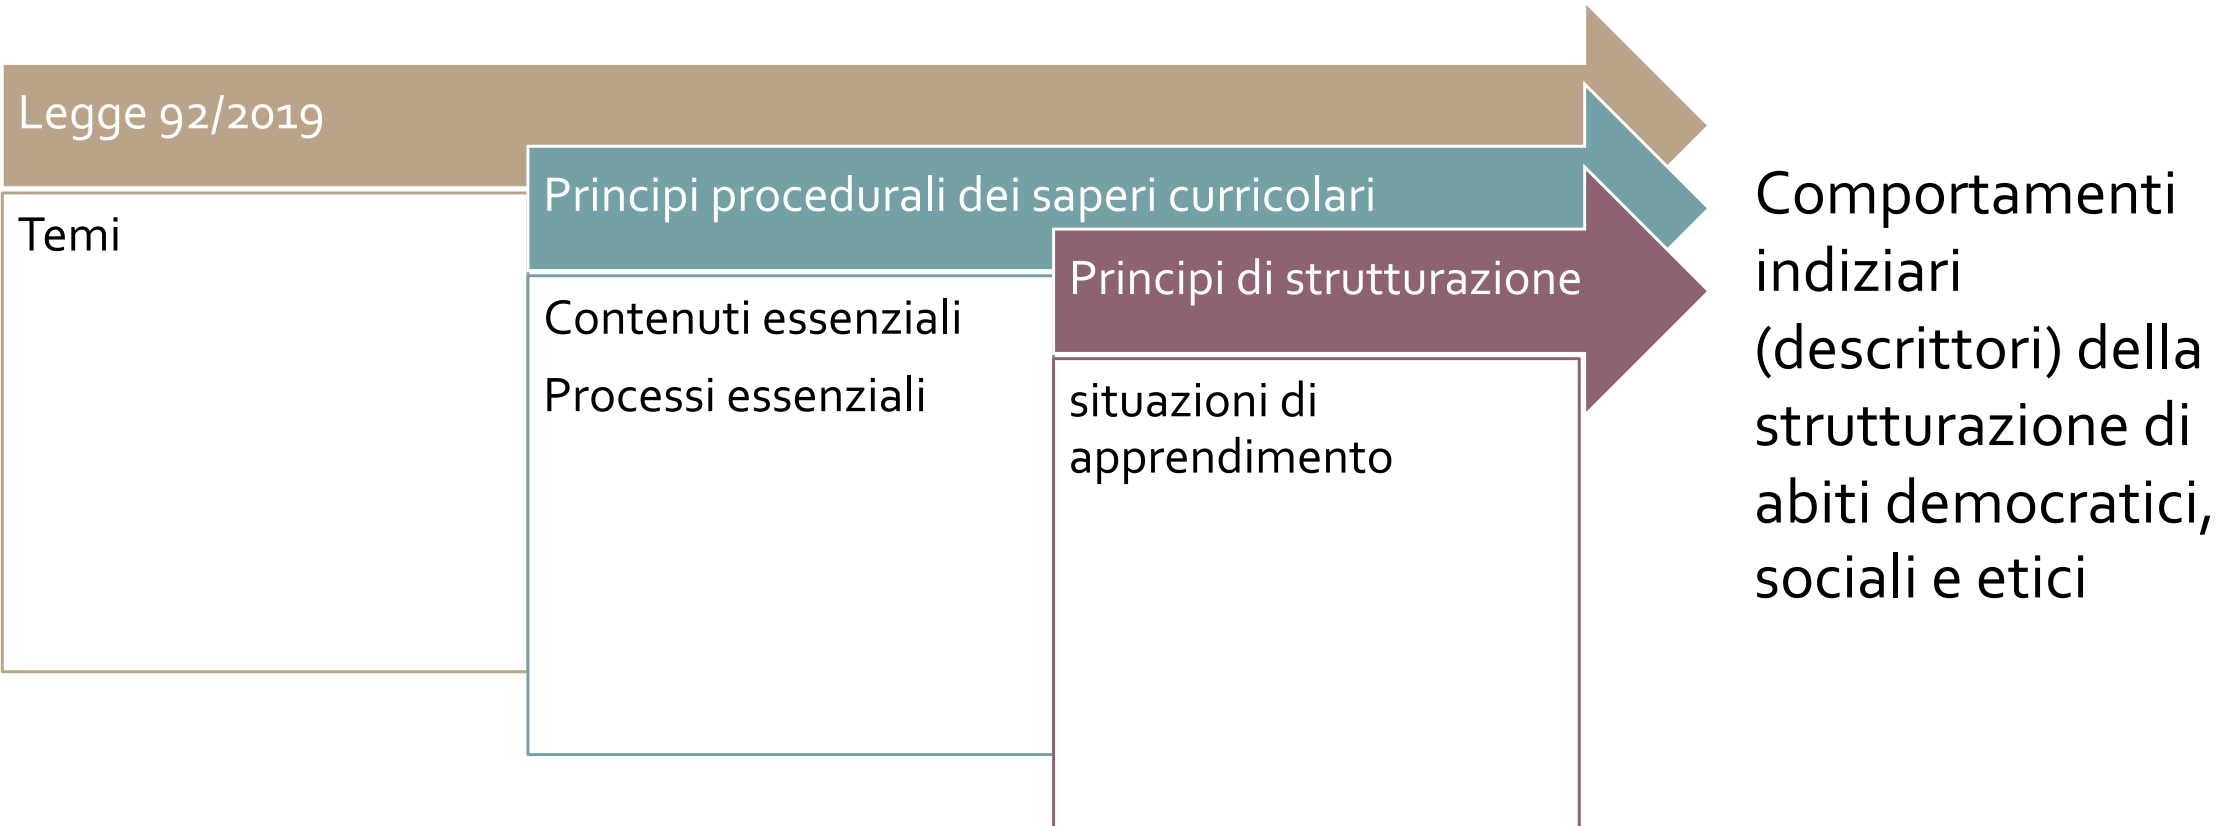 Legge 92/2019
Temi
Principi procedurali dei saperi curricolari
Contenuti essenziali
Processi essenziali
Principi di strutturazione
situazioni di
apprendimento
Comportamenti
indiziari
(descrittori) della
strutturazione di
abiti democratici,
sociali e etici